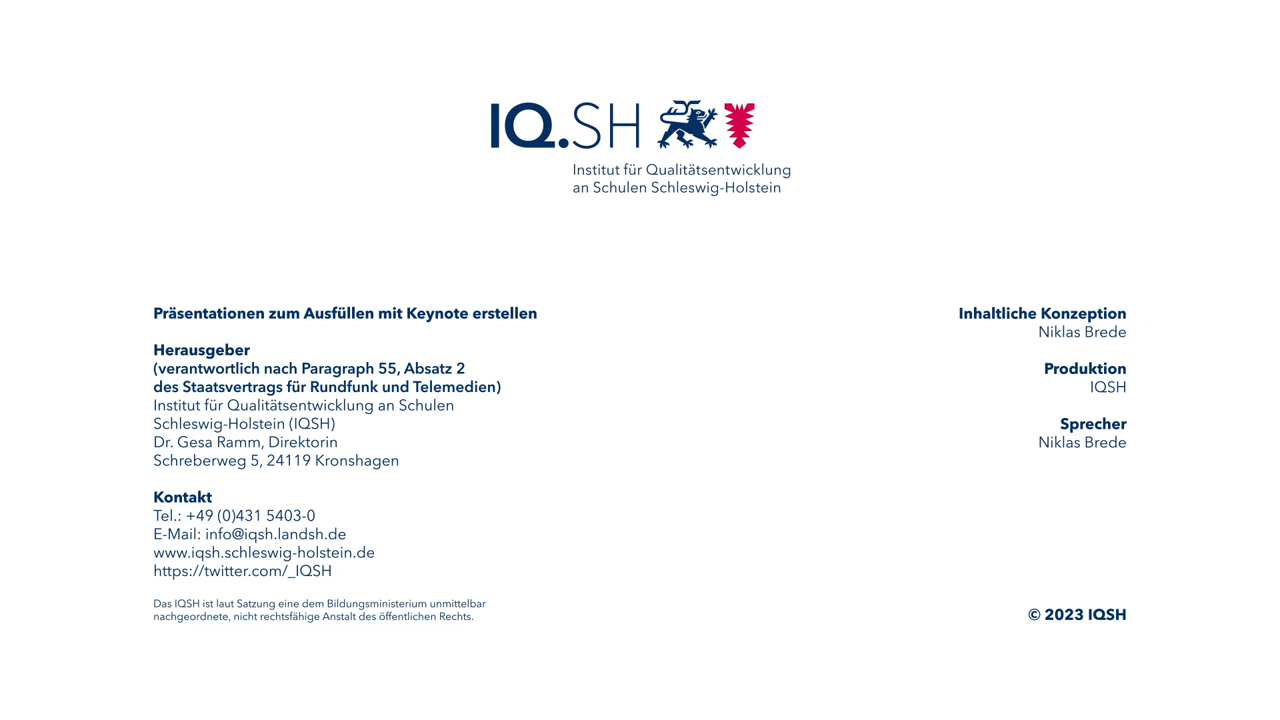 IQ.SH
Institut für Qualitätsentwicklung
an Schulen Schleswig-Holstein
Präsentationen zum Ausfüllen mit Keynote erstellen
Herausgeber
(verantwortlich nach Paragraph 55, Absatz 2
des Staatsvertrags für Rundfunk und Telemedien)
Institut für Qualitätsentwicklung an Schulen
Schleswig-Holstein (IQSH)
Dr. Gesa Ramm, Direktorin
Schreberweg 5, 24119 Kronshagen
Kontakt
Tel.: +49 (0)431 5403-0
E-Mail: info@iqsh.landsh.de
www.iqsh.schleswig-holstein.de
https://twitter.com/_IQSH
Das IQSH ist laut Satzung eine dem Bildungsministerium unmittelbar
nachgeordnete, nicht rechtsfähige Anstalt des öffentlichen Rechts.
Inhaltliche Konzeption
Niklas Brede
Produktion
IQSH
Sprecher
Niklas Brede
© 2023 IQSH